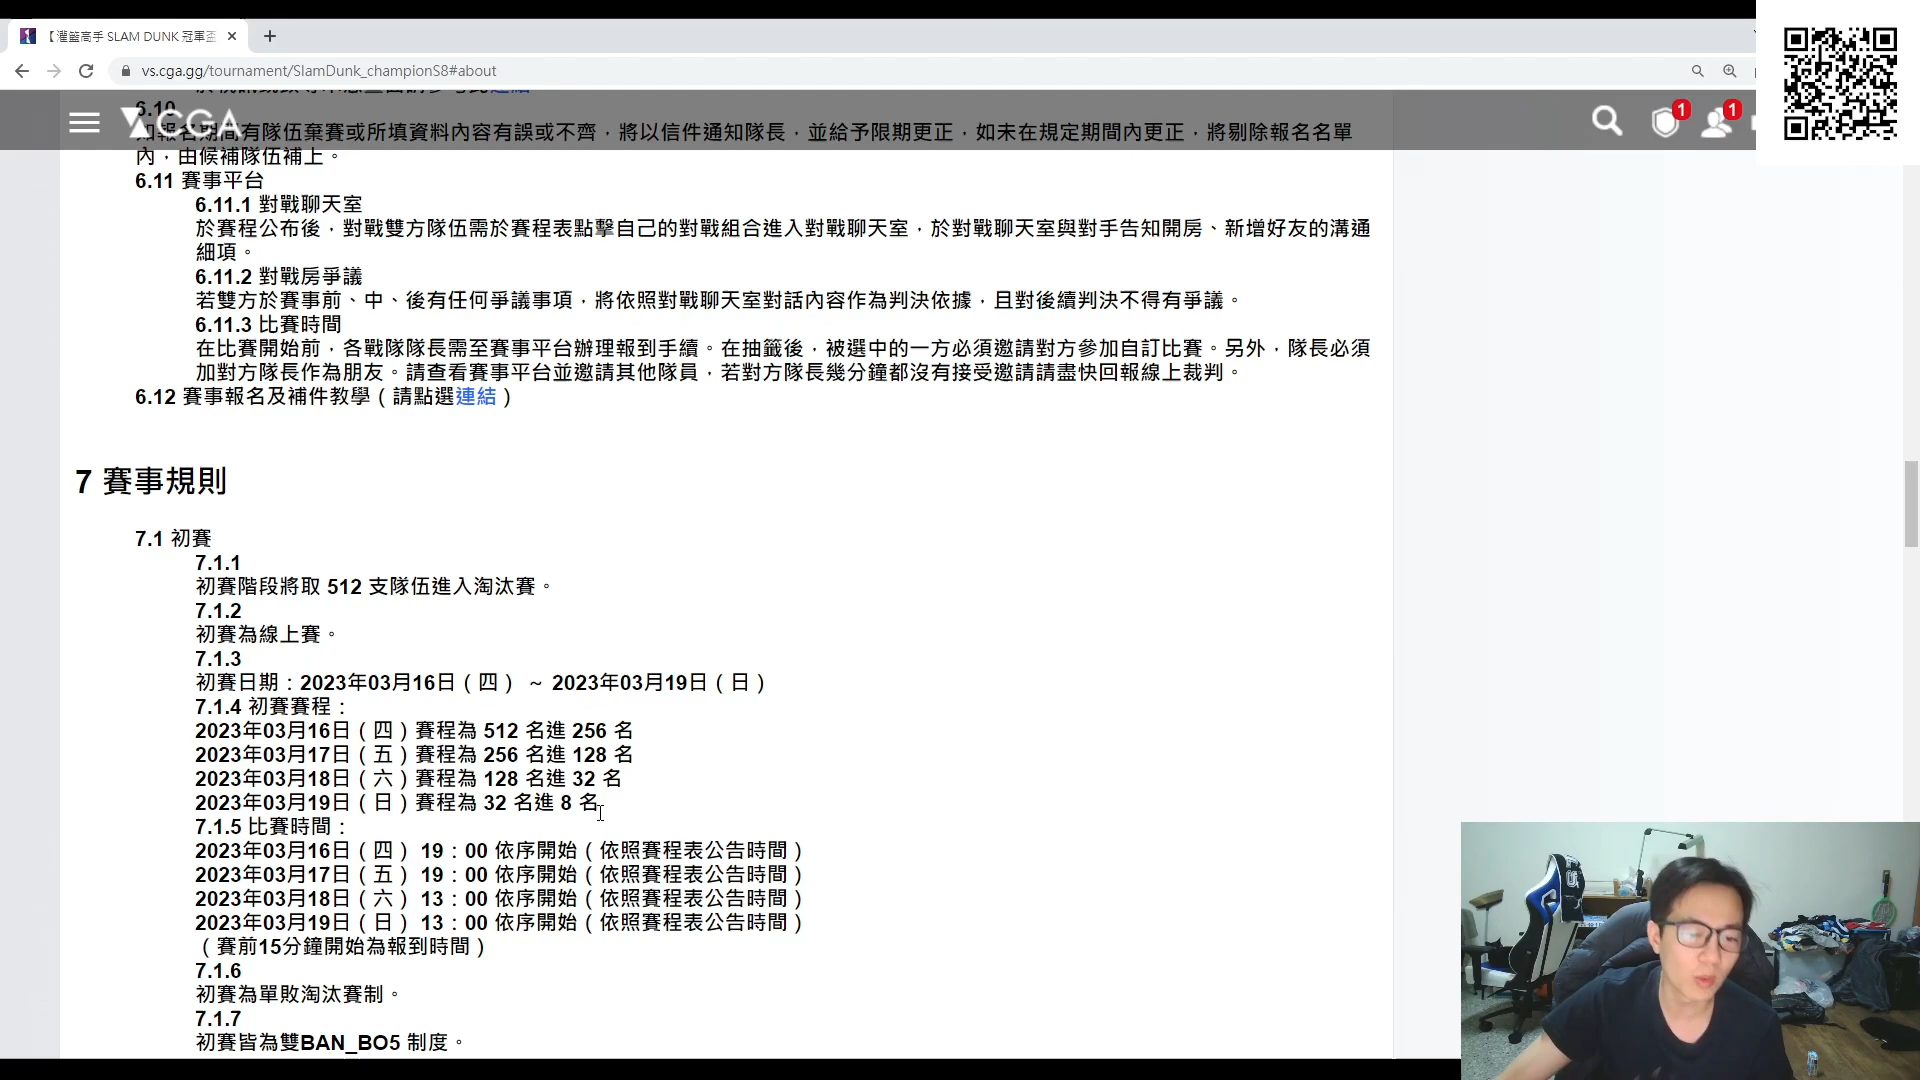 【灌籃高手 SLAM DUNK 冠軍盃
vs.cga.gg/tournament/SlamDunk_championS8#about
6.10
CGA
1
1
如報名期間有隊伍棄賽或所填資料內容有誤或不齊，將以信件通知隊長，並給予限期更正，如未在規定期間內更正，將剔除報名名單
內，由候補隊伍補上。
6.11 賽事平台
6.11.1 對戰聊天室
於賽程公布後，對戰雙方隊伍需於賽程表點擊自己的對戰組合進入對戰聊天室，於對戰聊天室與對手告知開房、新增好友的溝通
細項。
6.11.2 對戰房爭議
若雙方於賽事前、中、後有任何爭議事項，將依照對戰聊天室對話內容作為判決依據，且對後續判決不得有爭議。
6.11.3 比賽時間
在比賽開始前，各戰隊隊長需至賽事平台辦理報到手續。在抽籤後，被選中的一方必須邀請對方參加自訂比賽。另外，隊長必須
加對方隊長作為朋友。請查看賽事平台並邀請其他隊員，若對方隊長幾分鐘都沒有接受邀請請盡快回報線上裁判。
6.12 賽事報名及補件教學（請點選連結）
7 賽事規則
7.1 初賽
7.1.1
初賽階段將取 512 支隊伍進入淘汰賽。
7.1.2
初賽為線上賽。
7.1.3
初賽日期：2023年03月16日（四） ~ 2023年03月19日（日）
7.1.4 初賽賽程：
2023年03月16日（四）賽程為 512 名進 256 名
2023年03月17日（五）賽程為 256 名進 128 名
2023年03月18日（六）賽程為 128 名進 32 名
2023年03月19日（日）賽程為 32 名進 8 名
7.1.5 比賽時間：
2023年03月16日（四） 19：00 依序開始（依照賽程表公告時間）
2023年03月17日（五） 19：00 依序開始（依照賽程表公告時間）
2023年03月18日（六） 13：00 依序開始（依照賽程表公告時間）
2023年03月19日（日） 13：00 依序開始（依照賽程表公告時間）
（賽前15分鐘開始為報到時間）
7.1.6
初賽為單敗淘汰賽制。
7.1.7
初賽皆為雙BAN_BO5 制度。